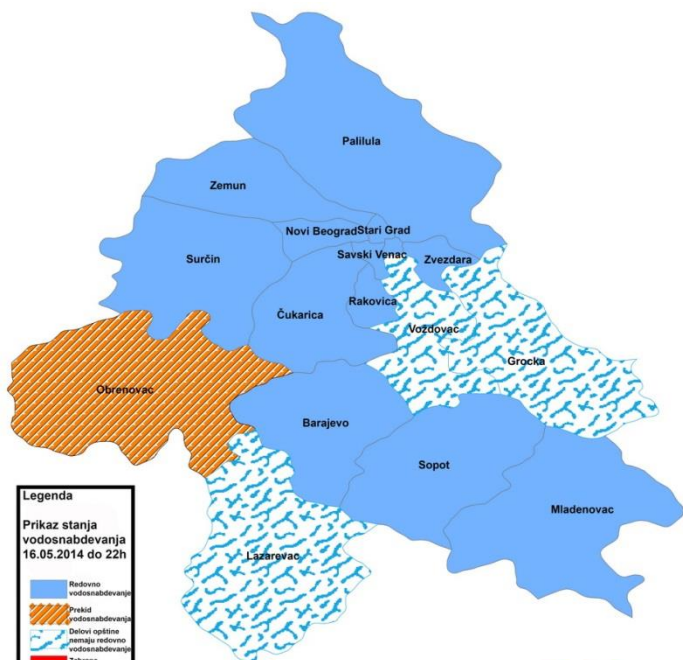 Palilula
Zemun
Novi Beograd
Stari Grad
Surčin
Savski Venac
Zvezdara
Čukarica
Rakovica
Voždovac
Grocka
Obrenovac
Barajevo
Sopot
Mladenovac
Lazarevac
Legenda
Prikaz stanja
vodosnabdevanja
16.05.2014 do 22h
Redovno
vodosnabdevanje
Prekid
vodosnabdevanja
Delovi opštine
nemaju redovno
vodosnabdevanje